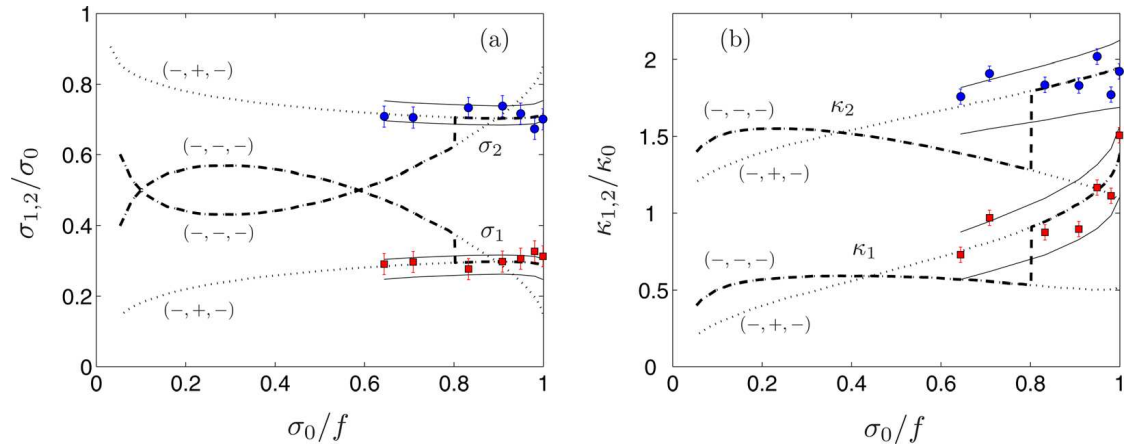 (a)
1
0.8
0.6
0.4
0.2
0
σ₁,₂/σ₀
(−, +, −)
(−, −, −)
(−, −, −)
(−, +, −)
σ₂
σ₁
0 0.2 0.4 0.6 0.8 1
σ₀/f
(b)
2
1.5
1
0.5
0
κ₁,₂/κ₀
(−, −, −)
κ₂
(−, +, −)
κ₁
(−, −, −)
(−, +, −)
0 0.2 0.4 0.6 0.8 1
σ₀/f